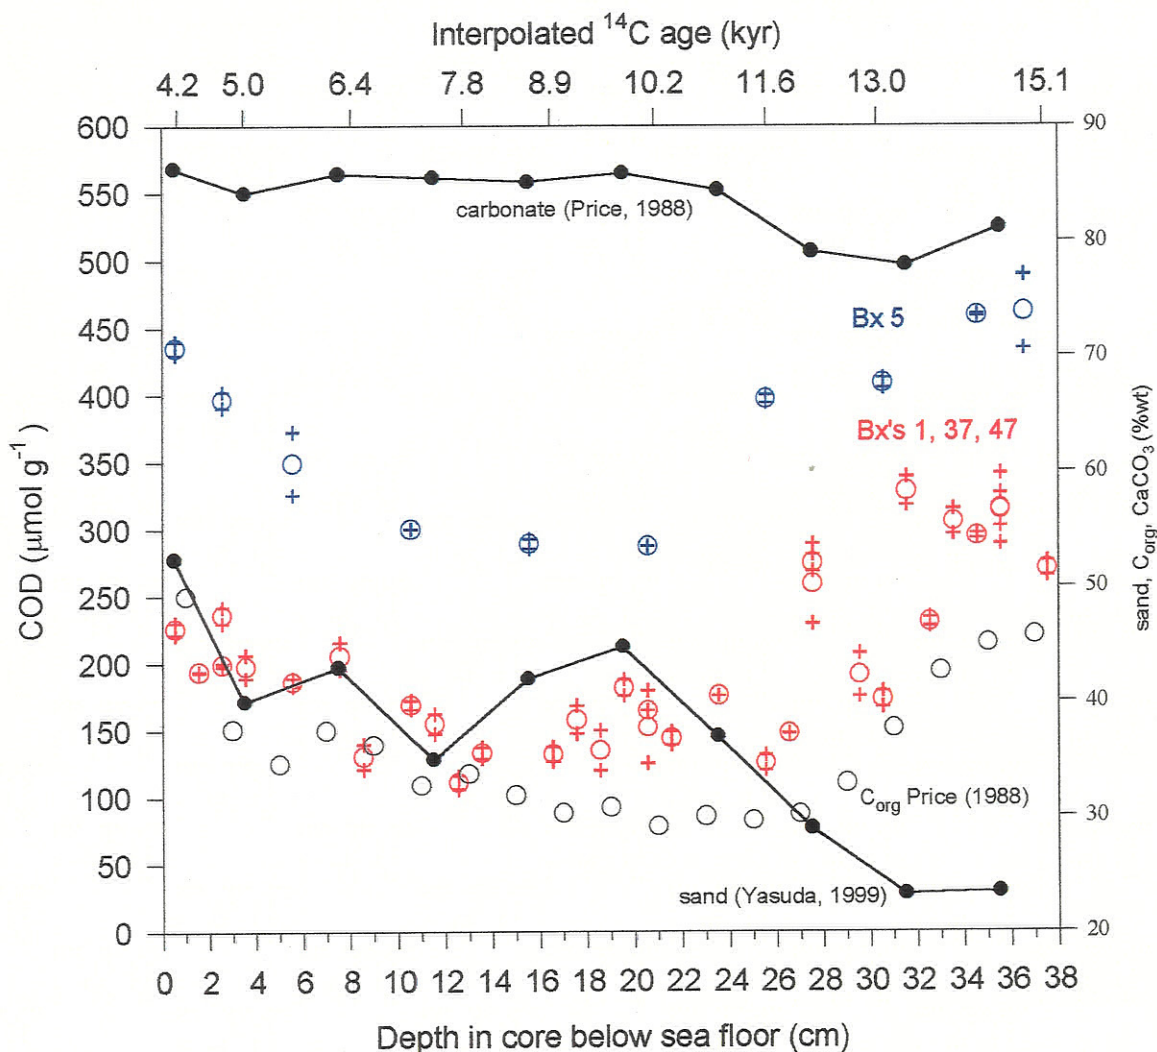 Interpolated ¹⁴C age (kyr)
4.2 5.0 6.4 7.8 8.9 10.2 11.6 13.0 15.1
600 90
550
carbonate (Price, 1988)
500 80
450 Bx 5
70
400
Bx's 1, 37, 47
350
60
300
250 50
200
40
150
100 30
C_org Price (1988)
50
sand (Yasuda, 1999)
0 20
COD (μmol g⁻¹)
sand, C_org, CaCO₃ (%wt)
0 2 4 6 8 10 12 14 16 18 20 22 24 26 28 30 32 34 36 38
Depth in core below sea floor (cm)